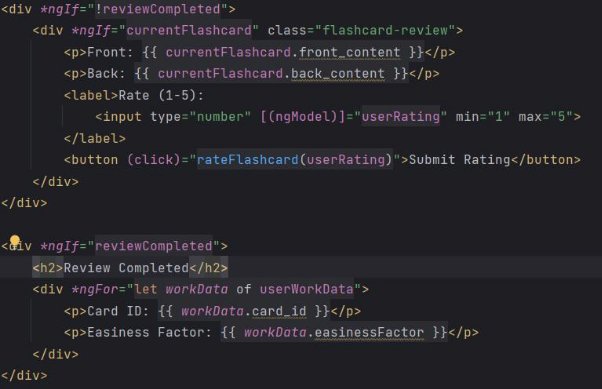 <div *ngIf="!reviewCompleted">
    <div *ngIf="currentFlashcard" class="flashcard-review">
        <p>Front: {{ currentFlashcard.front_content }}</p>
        <p>Back: {{ currentFlashcard.back_content }}</p>
        <label>Rate (1-5):
            <input type="number" [(ngModel)]="userRating" min="1" max="5">
        </label>
        <button (click)="rateFlashcard(userRating)">Submit Rating</button>
    </div>
</div>

<div *ngIf="reviewCompleted">
    <h2>Review Completed</h2>
    <div *ngFor="let workData of userWorkData">
        <p>Card ID: {{ workData.card_id }}</p>
        <p>Easiness Factor: {{ workData.easinessFactor }}</p>
    </div>
</div>